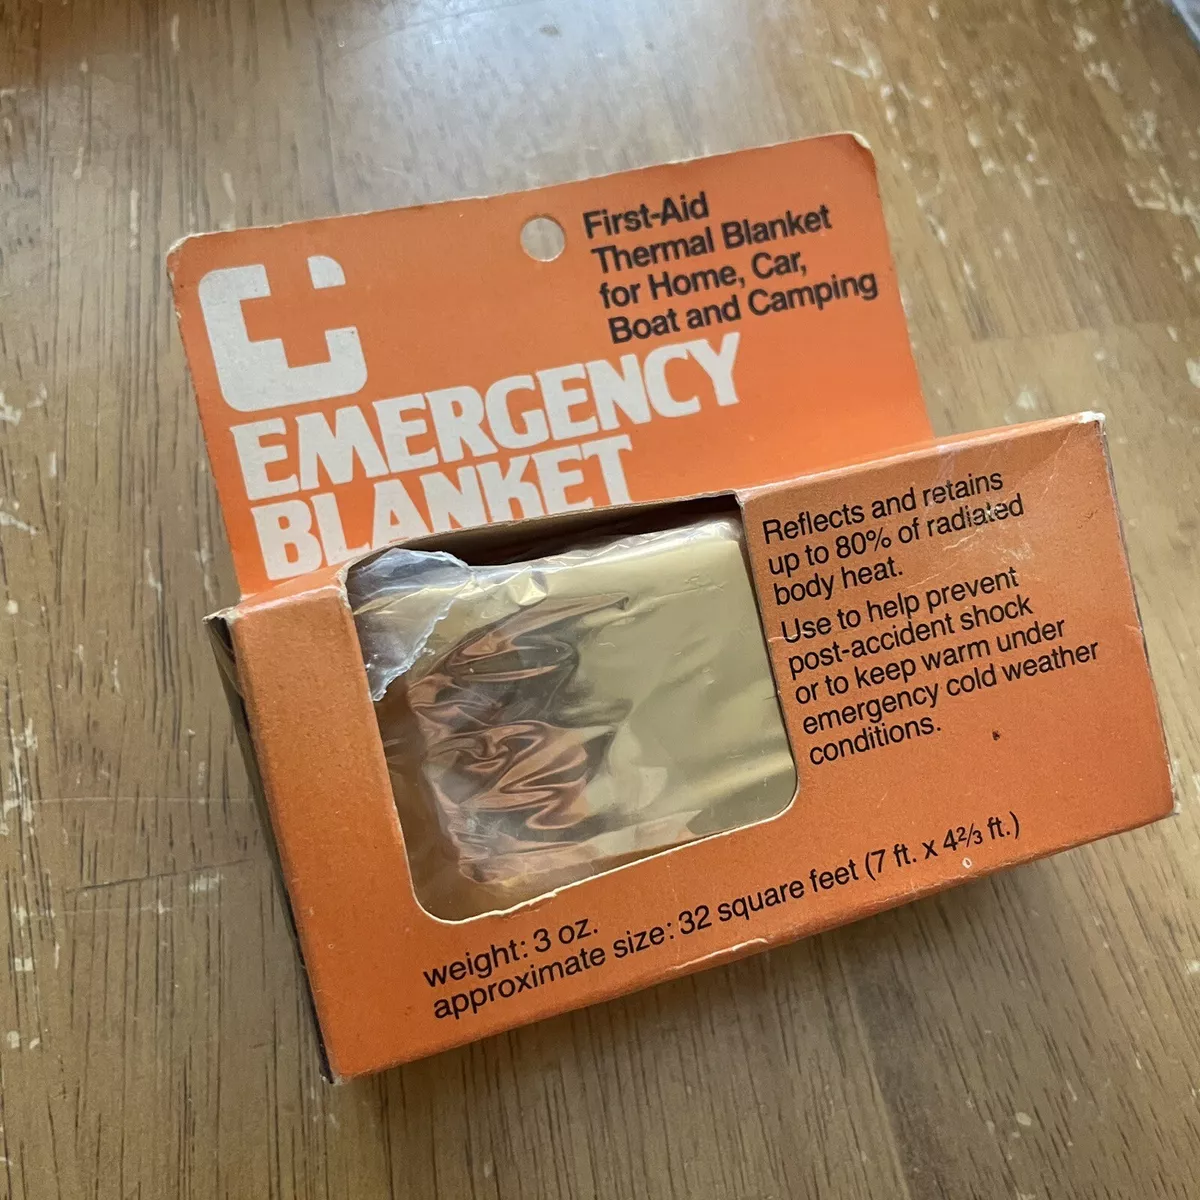 First-Aid
Thermal Blanket
for Home, Car,
Boat and Camping
EMERGENCY
BLANKET
Reflects and retains
up to 80% of radiated
body heat.
Use to help prevent
post-accident shock
or to keep warm under
emergency cold weather
conditions.
weight: 3 oz.
approximate size: 32 square feet (7 ft. x 4⅔ ft.)